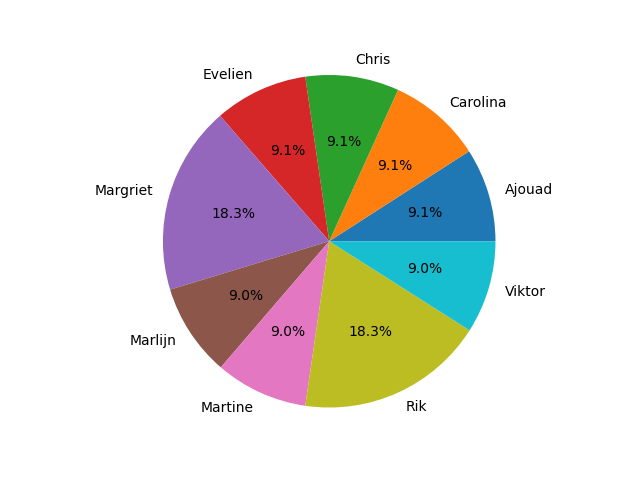 Chris
Evelien
Carolina
9.1%
9.1%
9.1%
Ajouad
Margriet
18.3%
9.1%
9.0%
Viktor
9.0%
Marlijn
9.0%
18.3%
Martine
Rik